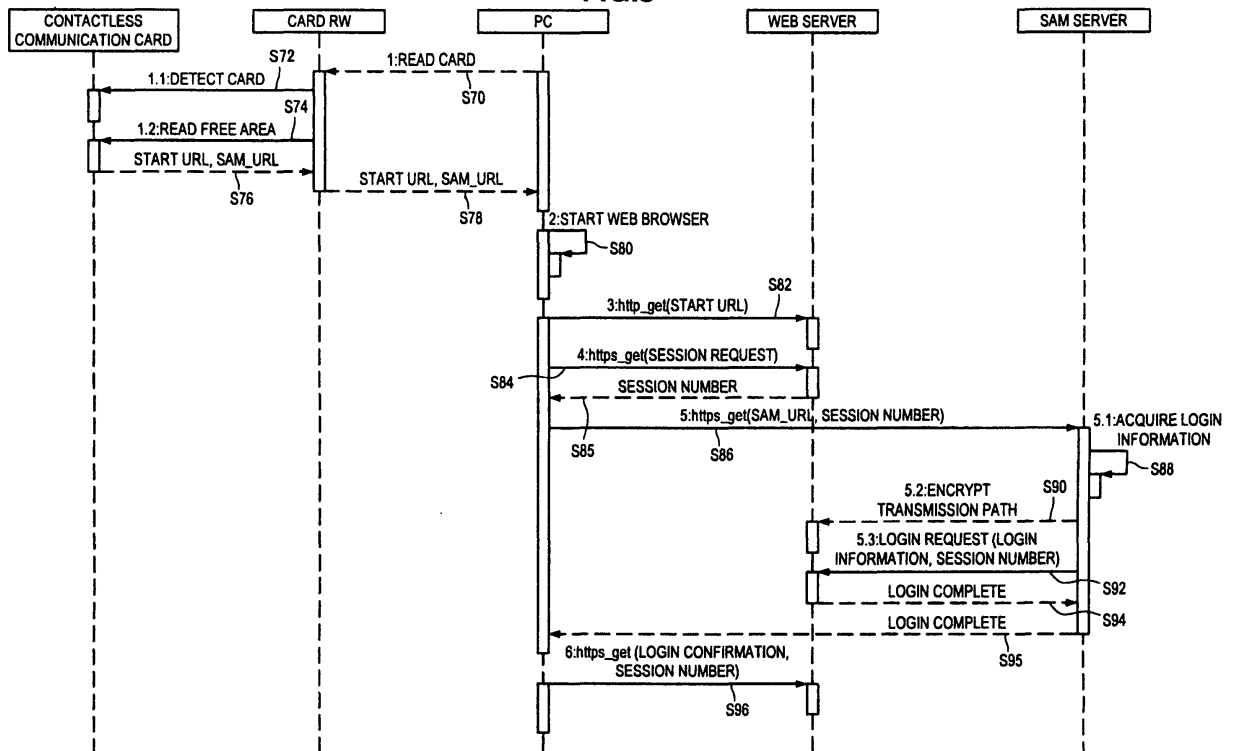 CONTACTLESS
COMMUNICATION CARD
CARD RW
PC
WEB SERVER
SAM SERVER
1:READ CARD
S70
S72
1.1:DETECT CARD
S74
1.2:READ FREE AREA
START URL, SAM_URL
S76
START URL, SAM_URL
S78
2:START WEB BROWSER
S80
S82
3:http_get(START URL)
4:https_get(SESSION REQUEST)
S84
SESSION NUMBER
S85
5:https_get(SAM_URL, SESSION NUMBER)
S86
5.1:ACQUIRE LOGIN
INFORMATION
S88
5.2:ENCRYPT
TRANSMISSION PATH
S90
5.3:LOGIN REQUEST (LOGIN
INFORMATION, SESSION NUMBER)
S92
LOGIN COMPLETE
S94
LOGIN COMPLETE
S95
6:https_get (LOGIN CONFIRMATION,
SESSION NUMBER)
S96